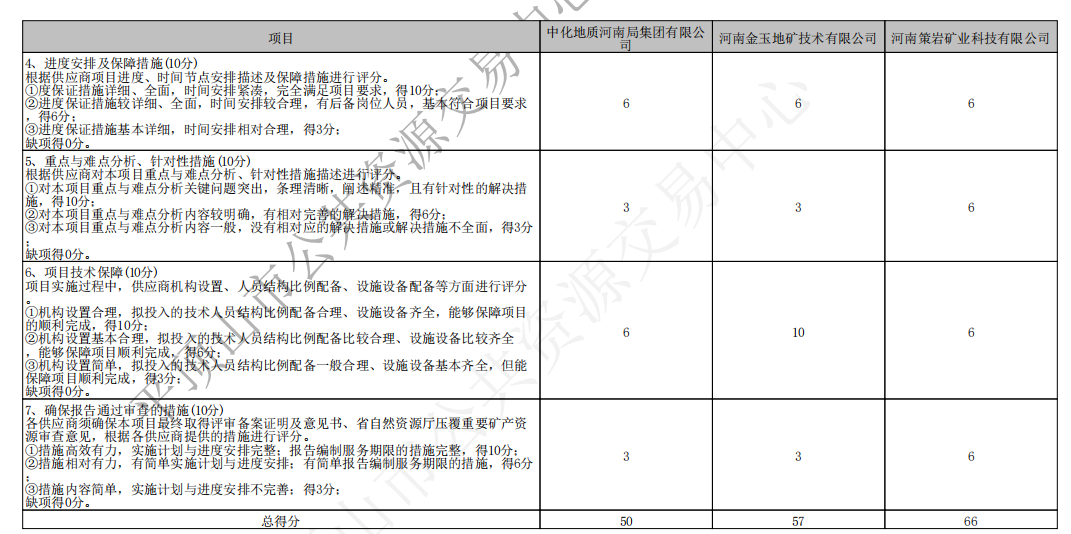 项目
中化地质河南局集团有限公
司
河南金玉地矿技术有限公司
河南策岩矿业科技有限公司
4、进度安排及保障措施(10分)
根据供应商项目进度、时间节点安排描述及保障措施进行评分。
①度保证措施详细、全面，时间安排紧凑，完全满足项目要求，得10分；
②进度保证措施较详细、全面，时间安排较合理，有后备岗位人员，基本符合项目要求
，得6分；
③进度保证措施基本详细，时间安排相对合理，得3分；
缺项得0分。
6
6
6
5、重点与难点分析、针对性措施(10分)
根据供应商对本项目重点与难点分析、针对性措施描述进行评分。
①对本项目重点与难点分析关键问题突出，条理清晰，阐述精准，且有针对性的解决措
施，得10分；
②对本项目重点与难点分析内容较明确，有相对完善的解决措施，得6分；
③对本项目重点与难点分析内容一般，没有相对应的解决措施或解决措施不全面，得3分
；
缺项得0分。
3
3
6
6、项目技术保障(10分)
项目实施过程中，供应商机构设置、人员结构比例配备、设施设备配备等方面进行评分
。
①机构设置合理，拟投入的技术人员结构比例配备合理、设施设备齐全，能够保障项目
的顺利完成，得10分；
②机构设置基本合理，拟投入的技术人员结构比例配备比较合理、设施设备比较齐全
，能够保障项目顺利完成，得6分；
③机构设置简单，拟投入的技术人员结构比例配备一般合理、设施设备基本齐全，但能
保障项目顺利完成，得3分；
缺项得0分。
6
10
6
7、确保报告通过审查的措施(10分)
各供应商须确保本项目最终取得评审备案证明及意见书、省自然资源厅压覆重要矿产资
源审查意见，根据各供应商提供的措施进行评分。
①措施高效有力，实施计划与进度安排完整；报告编制服务期限的措施完整，得10分；
②措施相对有力，有简单实施计划与进度安排；有简单报告编制服务期限的措施，得6分
；
③措施内容简单，实施计划与进度安排不完善；得3分；
缺项得0分。
3
3
6
总得分
50
57
66
平顶山市公共资源交易中心
顶山市公共资源交易中心